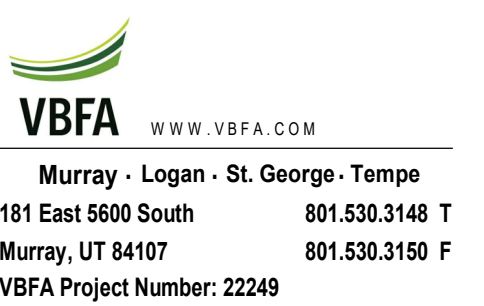 VBFA WWW.VBFA.COM
Murray · Logan · St. George · Tempe
181 East 5600 South 801.530.3148 T
Murray, UT 84107 801.530.3150 F
VBFA Project Number: 22249